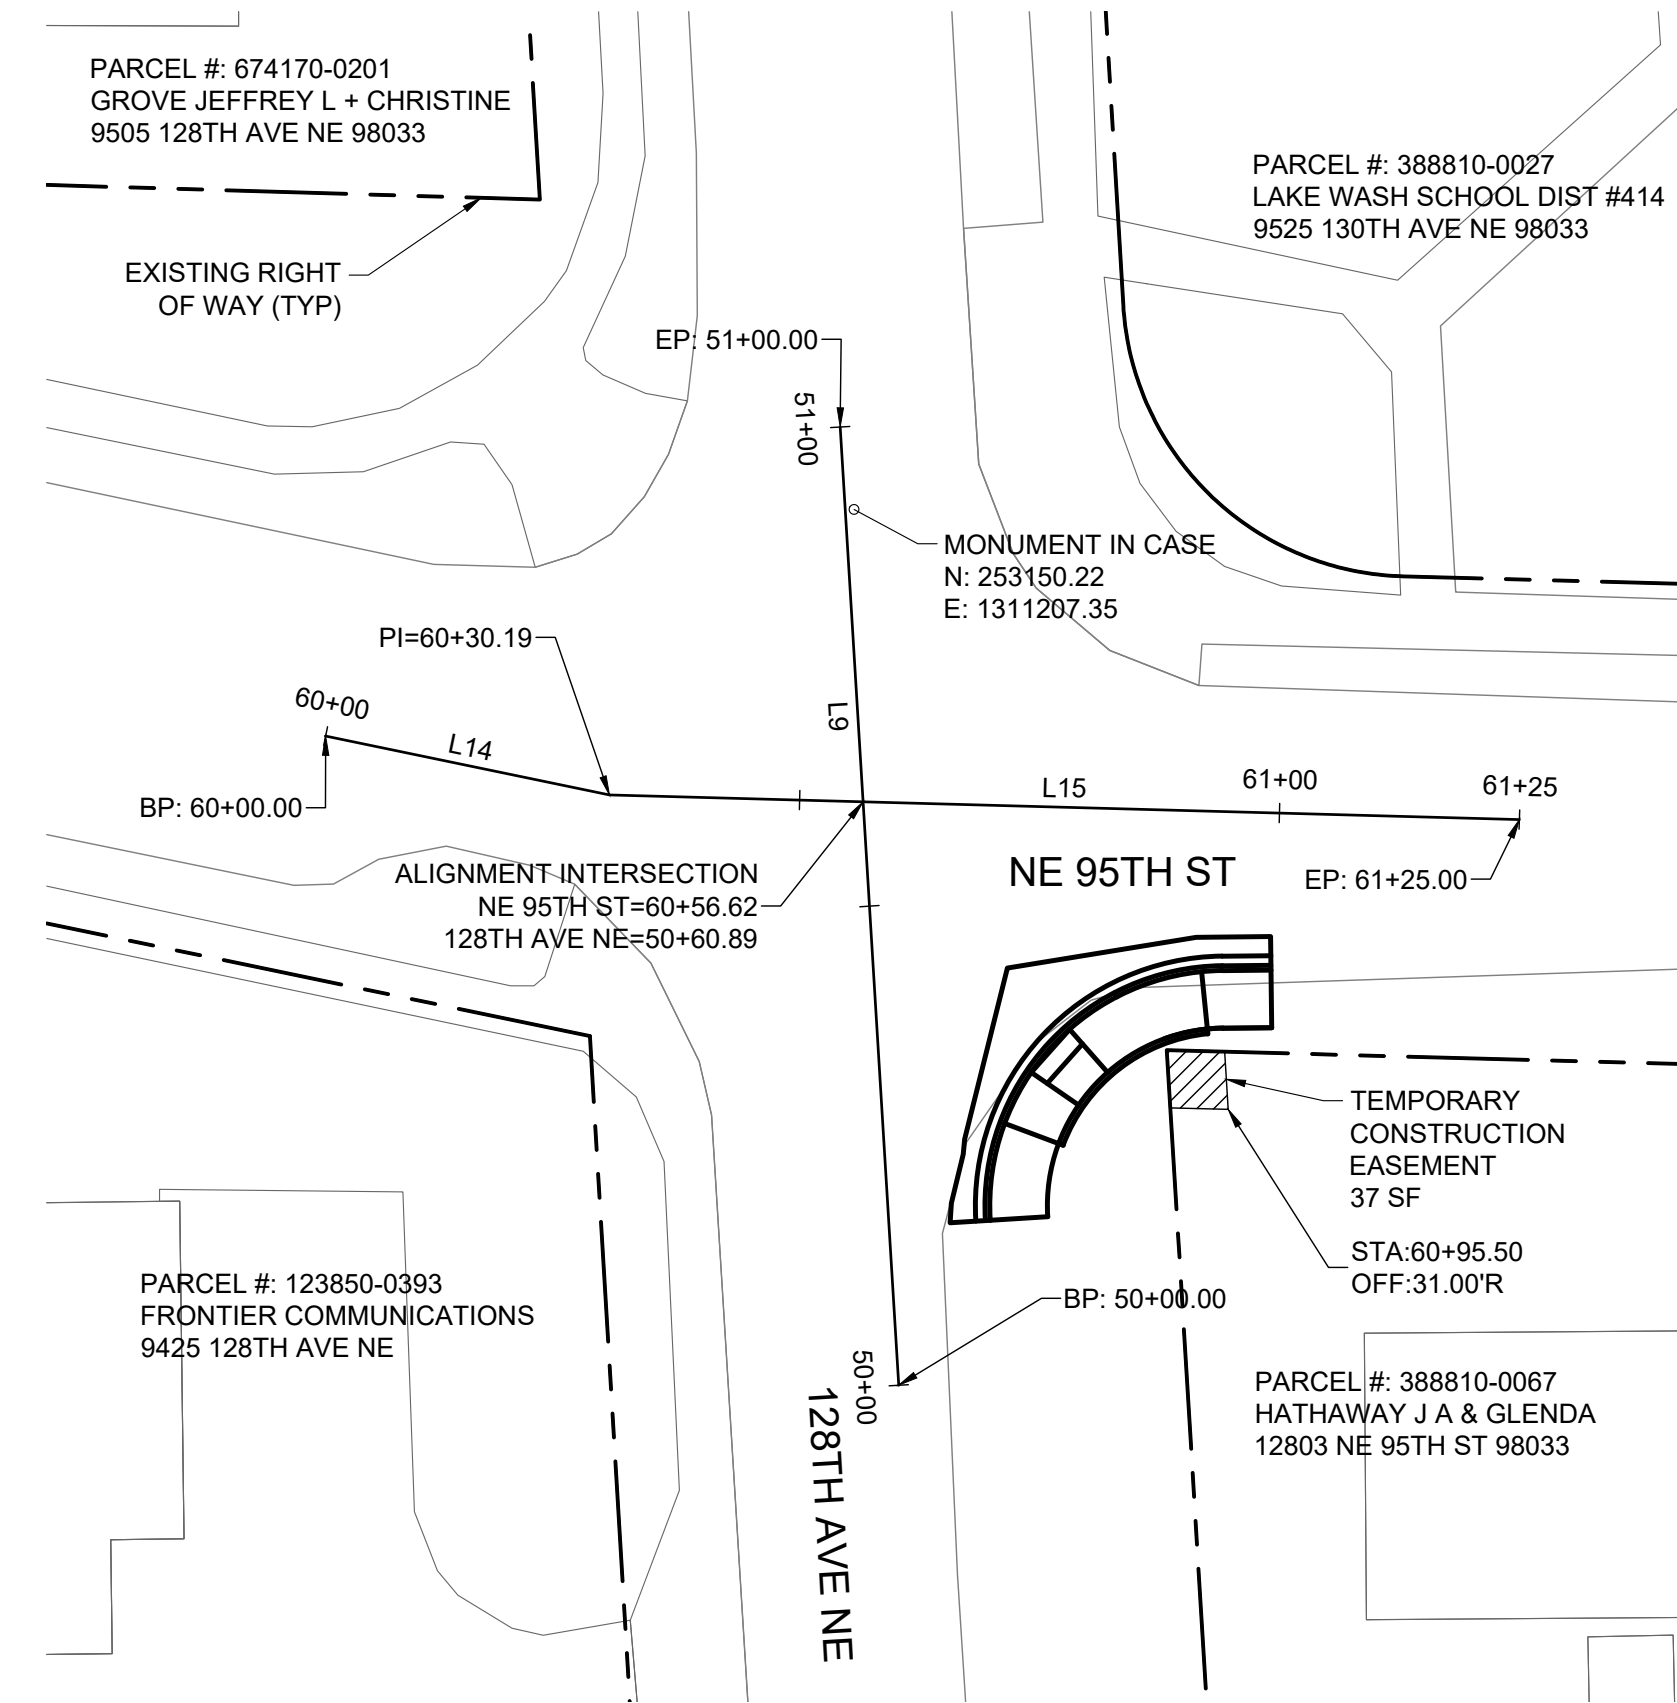 PARCEL #: 674170-0201
GROVE JEFFREY L + CHRISTINE
9505 128TH AVE NE 98033
PARCEL #: 388810-0027
LAKE WASH SCHOOL DIST #414
9525 130TH AVE NE 98033
EXISTING RIGHT
OF WAY (TYP)
EP: 51+00.00
51+00
MONUMENT IN CASE
N: 253150.22
E: 1311207.35
PI=60+30.19
60+00
L9
L14
BP: 60+00.00
L15
61+00
61+25
ALIGNMENT INTERSECTION
NE 95TH ST=60+56.62
128TH AVE NE=50+60.89
NE 95TH ST
EP: 61+25.00
TEMPORARY
CONSTRUCTION
EASEMENT
37 SF
STA:60+95.50
OFF:31.00'R
PARCEL #: 123850-0393
FRONTIER COMMUNICATIONS
9425 128TH AVE NE
BP: 50+00.00
50+00
128TH AVE NE
PARCEL #: 388810-0067
HATHAWAY J A & GLENDA
12803 NE 95TH ST 98033